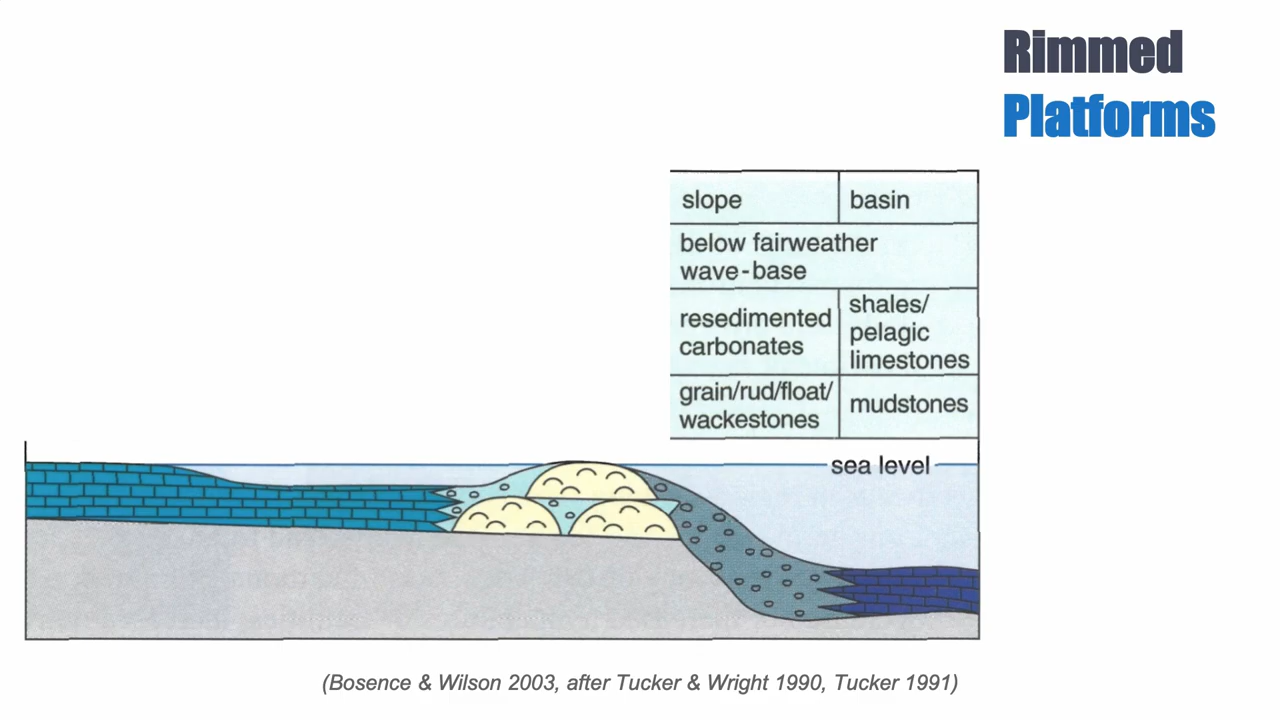 Rimmed
Platforms
slope
basin
below fairweather
wave-base
resedimented
carbonates
shales/
pelagic
limestones
grain/rud/float/
wackestones
mudstones
sea level
(Bosence & Wilson 2003, after Tucker & Wright 1990, Tucker 1991)